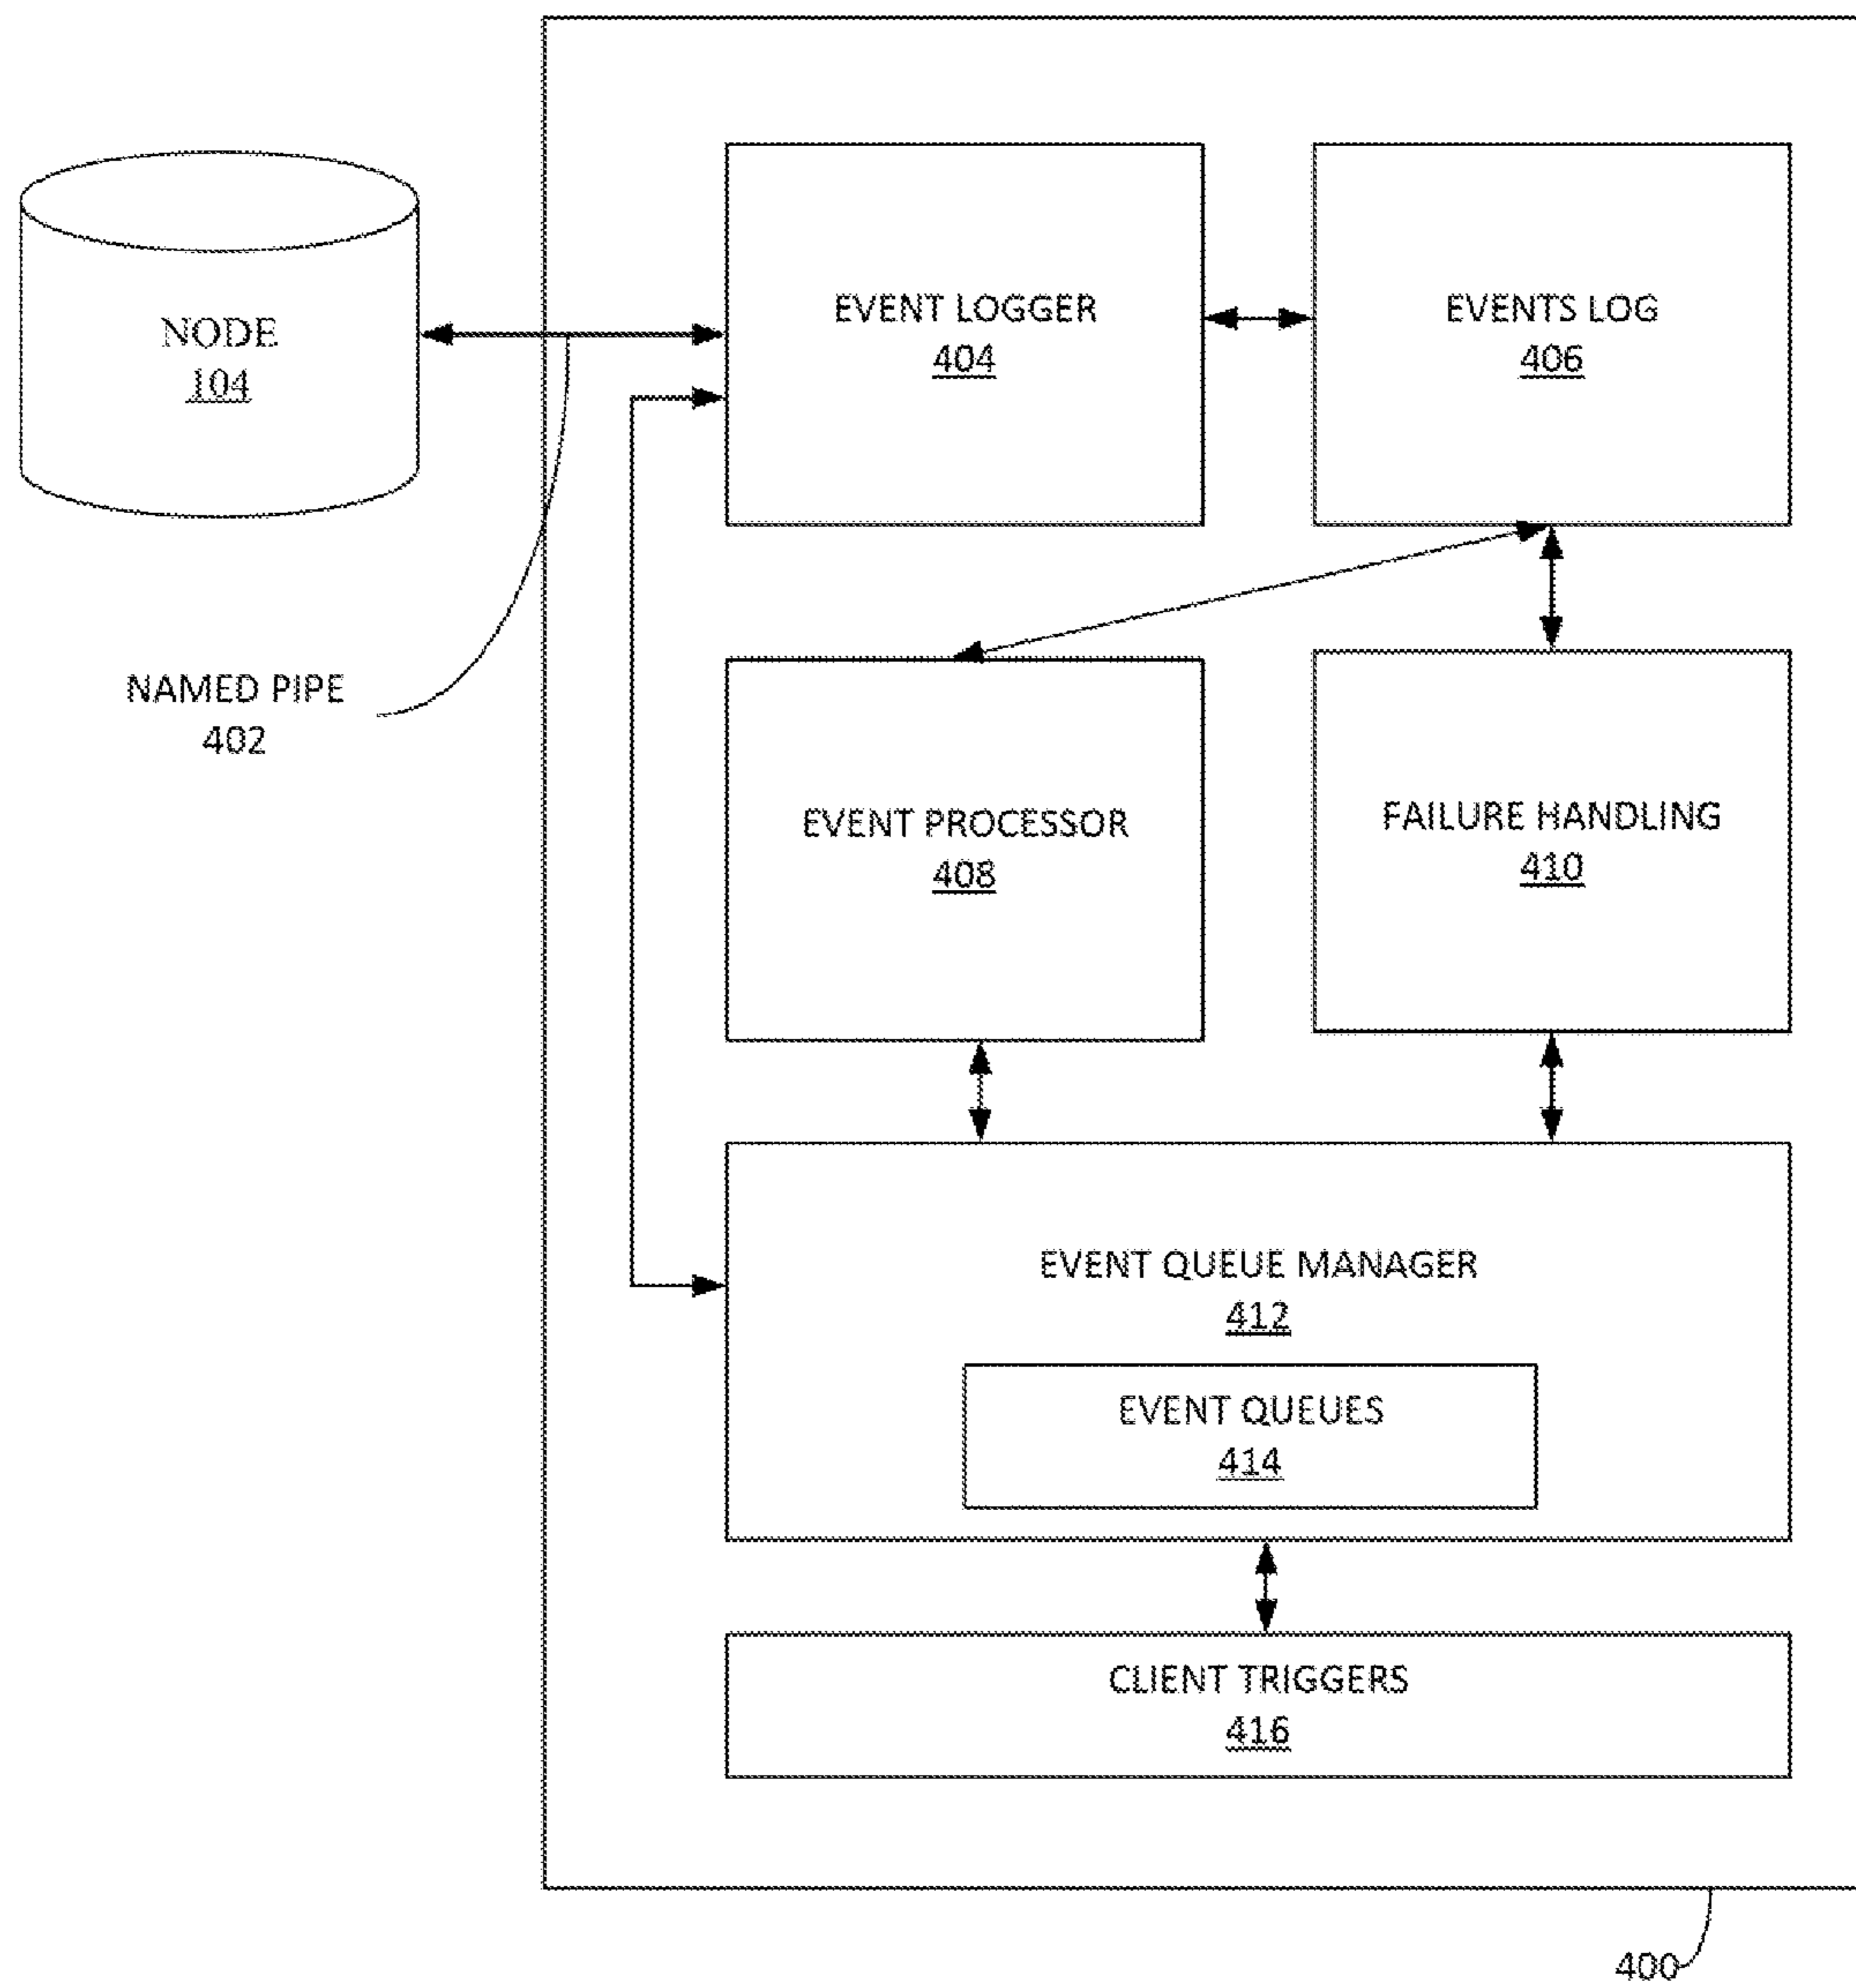 EVENT LOGGER
404
EVENTS LOG
406
NODE
104
NAMED PIPE
402
EVENT PROCESSOR
408
FAILURE HANDLING
410
EVENT QUEUE MANAGER
412
EVENT QUEUES
414
CLIENT TRIGGERS
416
400